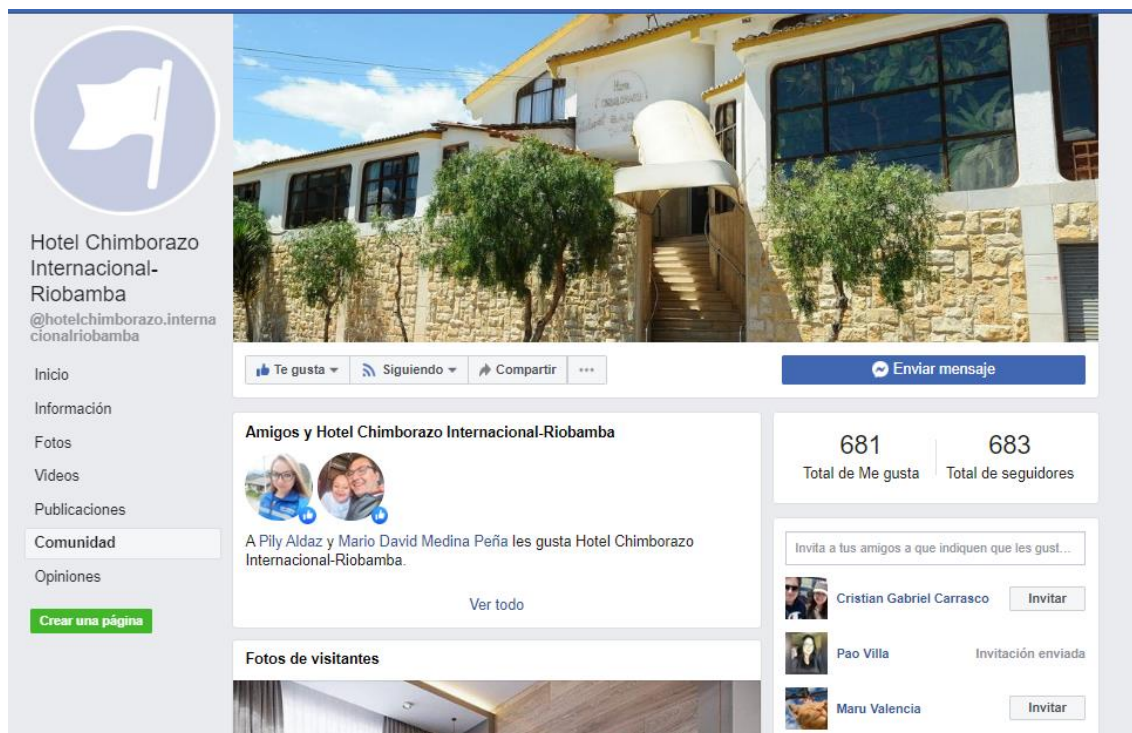 Hotel Chimborazo
Internacional-
Riobamba
@hotelchimborazo.interna
cionalriobamba
Inicio
Información
Fotos
Videos
Publicaciones
Comunidad
Opiniones
Crear una página
Te gusta
Siguiendo
Compartir
Enviar mensaje
Amigos y Hotel Chimborazo Internacional-Riobamba
A Pily Aldaz y Mario David Medina Peña les gusta Hotel Chimborazo
Internacional-Riobamba.
Ver todo
Fotos de visitantes
681 683
Total de Me gusta Total de seguidores
Invita a tus amigos a que indiquen que les gust...
Cristian Gabriel Carrasco Invitar
Pao Villa Invitación enviada
Maru Valencia Invitar